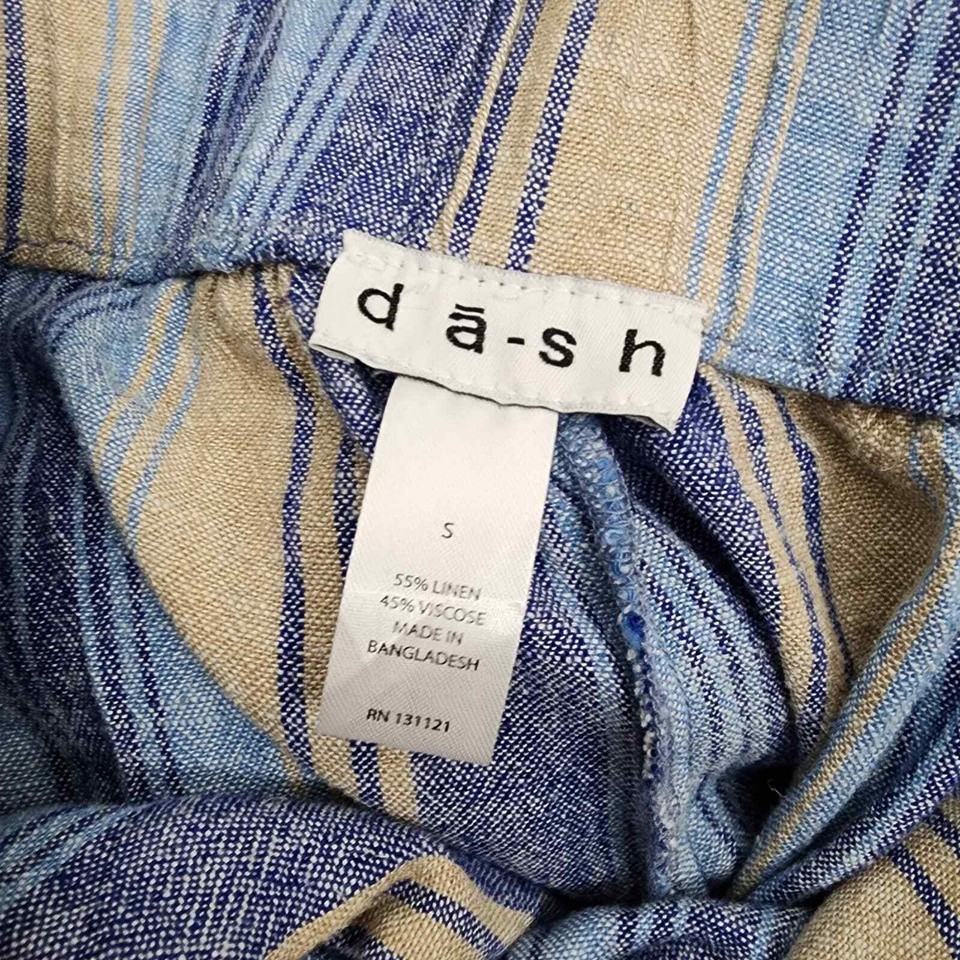 dā-sh
S
55% LINEN
45% VISCOSE
MADE IN
BANGLADESH
RN 131121